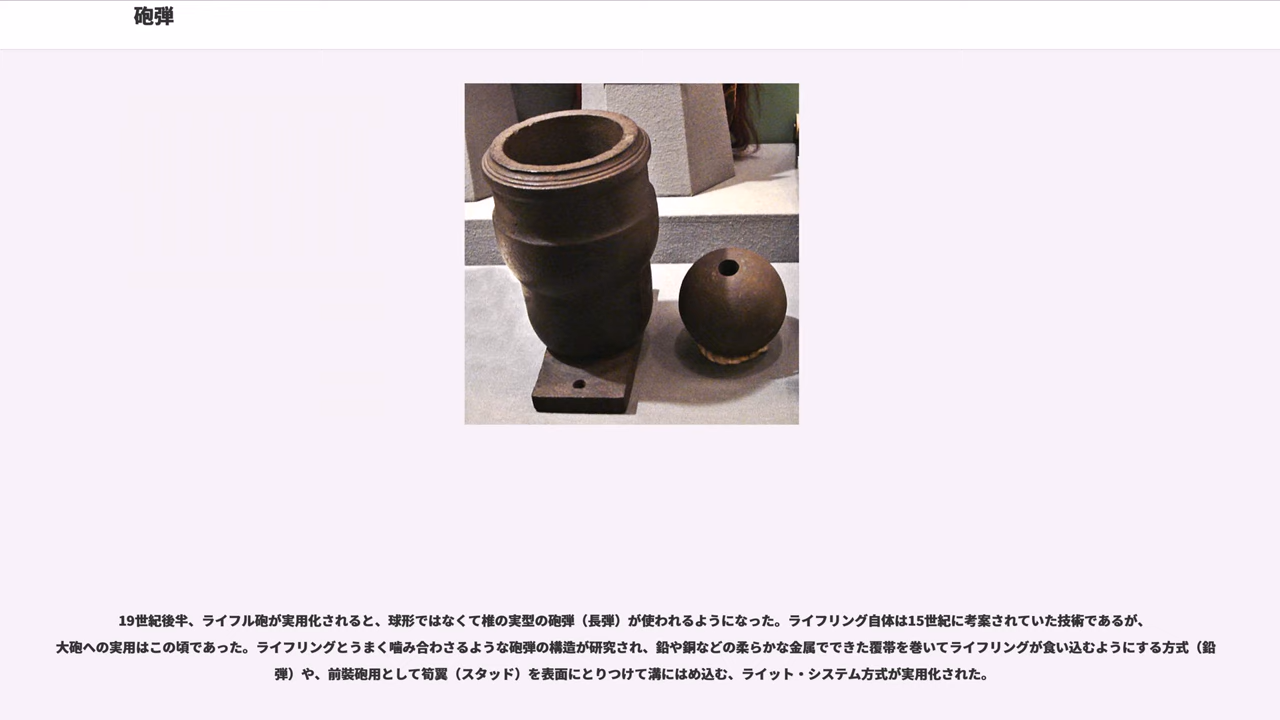 砲弾
19世紀後半、ライフル砲が実用化されると、球形ではなくて椎の実型の砲弾（長弾）が使われるようになった。ライフリング自体は15世紀に考案されていた技術であるが、
大砲への実用はこの頃であった。ライフリングとうまく噛み合わさるような砲弾の構造が研究され、鉛や銅などの柔らかな金属でできた覆帯を巻いてライフリングが食い込むようにする方式（鉛
弾）や、前装砲用として筍翼（スタッド）を表面にとりつけて溝にはめ込む、ライット・システム方式が実用化された。